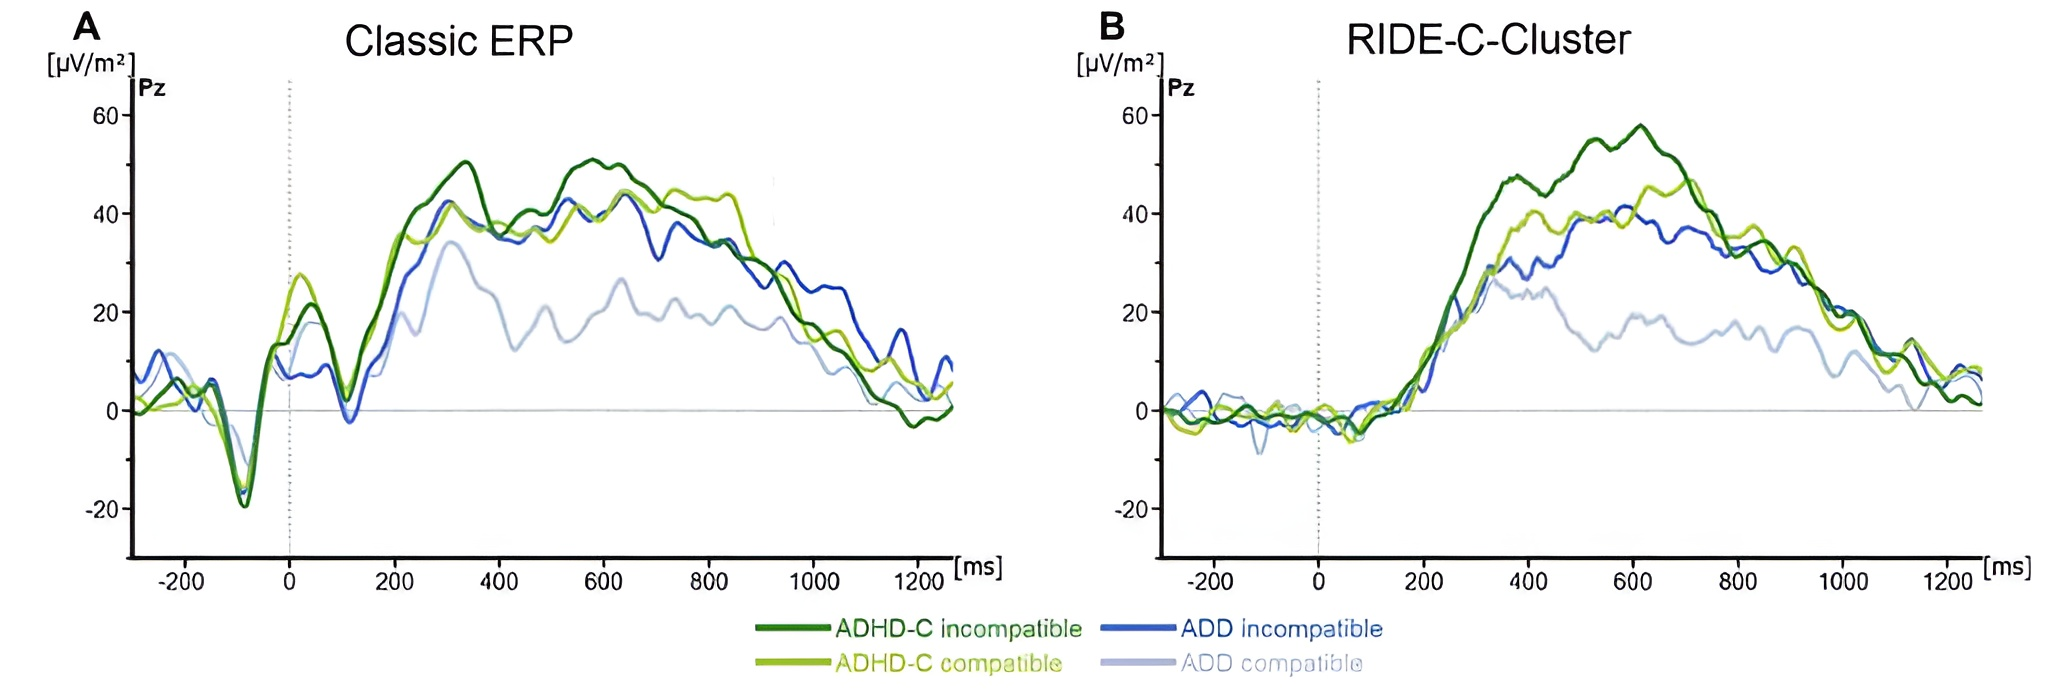 A
Classic ERP
[µV/m²]
Pz
60
40
20
0
-20
-200 0 200 400 600 800 1000 1200 [ms]
B
RIDE-C-Cluster
[µV/m²]
Pz
60
40
20
0
-20
-200 0 200 400 600 800 1000 1200 [ms]
ADHD-C incompatible
ADD incompatible
ADHD-C compatible
ADD compatible